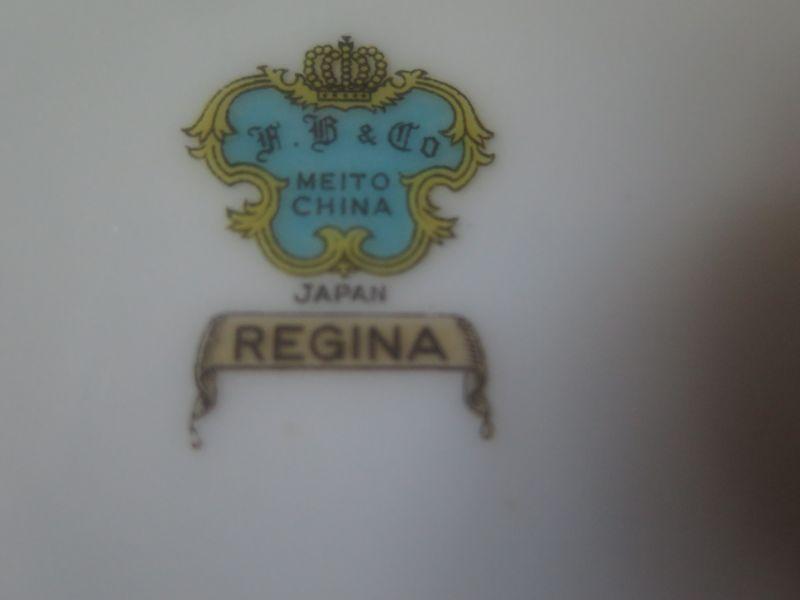 F. B & Co
MEITO
CHINA
JAPAN
REGINA